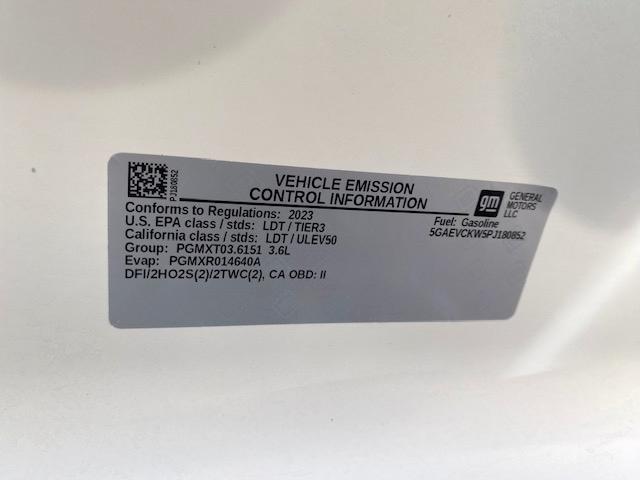 PJ180852
VEHICLE EMISSION
CONTROL INFORMATION
gm
GENERAL
MOTORS
LLC
Conforms to Regulations: 2023
U.S. EPA class / stds: LDT / TIER3
California class / stds: LDT / ULEV50
Group: PGMXT03.6151 3.6L
Evap: PGMXR014640A
DFI/2HO2S(2)/2TWC(2), CA OBD: II
Fuel: Gasoline
5GAEVCKW5PJ180852